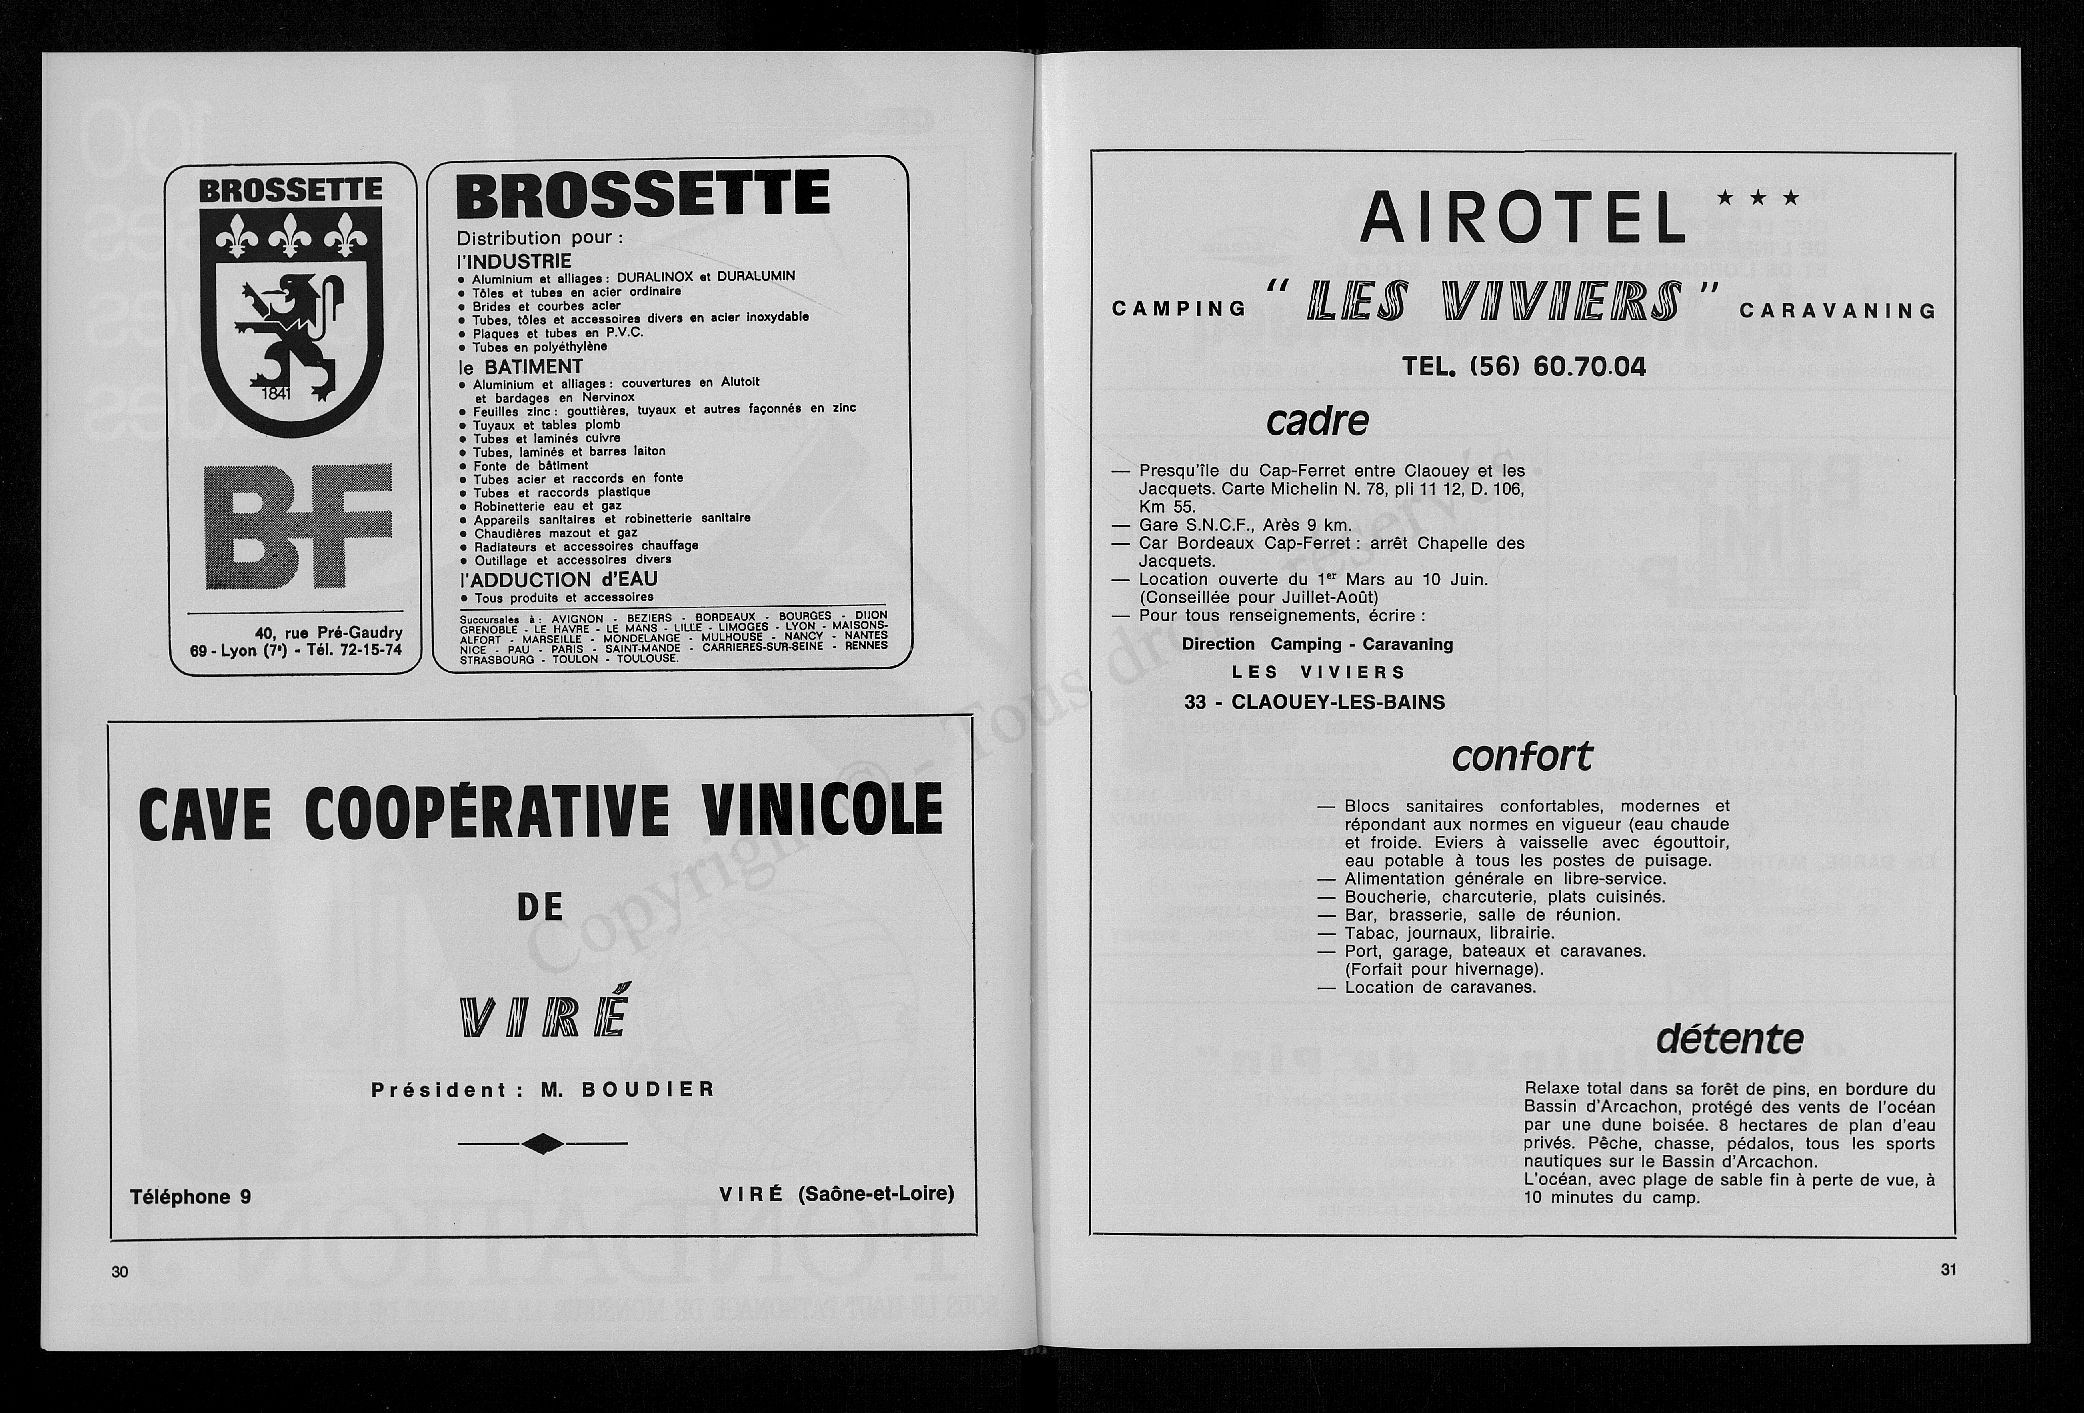 BROSSETTE
1841
BF
40, rue Pré-Gaudry
69 - Lyon (7e) - Tél. 72-15-74
BROSSETTE
Distribution pour :
l'INDUSTRIE
• Aluminium et alliages : DURALINOX et DURALUMIN
• Tôles et tubes en acier ordinaire
• Brides et courbes acier
• Tubes, tôles et accessoires divers en acier inoxydable
• Plaques et tubes en P.V.C.
• Tubes en polyéthylène
le BATIMENT
• Aluminium et alliages : couvertures en Alutoit
et bardages en Nervinox
• Feuilles zinc : gouttières, tuyaux et autres façonnés en zinc
• Tuyaux et tables plomb
• Tubes et laminés cuivre
• Tubes, laminés et barres laiton
• Fonte de bâtiment
• Tubes acier et raccords en fonte
• Tubes et raccords plastique
• Robinetterie eau et gaz
• Appareils sanitaires et robinetterie sanitaire
• Chaudières mazout et gaz
• Radiateurs et accessoires chauffage
• Outillage et accessoires divers
l'ADDUCTION d'EAU
• Tous produits et accessoires
Succursales à : AVIGNON - BEZIERS - BORDEAUX - BOURGES - DIJON
GRENOBLE - LE HAVRE - LE MANS - LILLE - LIMOGES - LYON - MAISONS-
ALFORT - MARSEILLE - MONDELANGE - MULHOUSE - NANCY - NANTES
NICE - PAU - PARIS - SAINT-MANDE - CARRIERES-SUR-SEINE - RENNES
STRASBOURG - TOULON - TOULOUSE.
CAVE COOPÉRATIVE VINICOLE
DE
VIRÉ
Président : M. BOUDIER
Téléphone 9
VIRÉ (Saône-et-Loire)
30
AIROTEL ★ ★ ★
CAMPING " LES VIVIERS " CARAVANING
TEL. (56) 60.70.04
cadre
— Presqu'île du Cap-Ferret entre Claouey et les
Jacquets. Carte Michelin N. 78, pli 11 12, D. 106,
Km 55.
— Gare S.N.C.F., Arès 9 km.
— Car Bordeaux Cap-Ferret : arrêt Chapelle des
Jacquets.
— Location ouverte du 1er Mars au 10 Juin.
(Conseillée pour Juillet-Août)
— Pour tous renseignements, écrire :
Direction Camping - Caravaning
LES VIVIERS
33 - CLAOUEY-LES-BAINS
confort
— Blocs sanitaires confortables, modernes et
répondant aux normes en vigueur (eau chaude
et froide. Eviers à vaisselle avec égouttoir,
eau potable à tous les postes de puisage.
— Alimentation générale en libre-service.
— Boucherie, charcuterie, plats cuisinés.
— Bar, brasserie, salle de réunion.
— Tabac, journaux, librairie.
— Port, garage, bateaux et caravanes.
(Forfait pour hivernage).
— Location de caravanes.
détente
Relaxe total dans sa forêt de pins, en bordure du
Bassin d'Arcachon, protégé des vents de l'océan
par une dune boisée. 8 hectares de plan d'eau
privés. Pêche, chasse, pédalos, tous les sports
nautiques sur le Bassin d'Arcachon.
L'océan, avec plage de sable fin à perte de vue, à
10 minutes du camp.
31
Copyright © - Tous droits réservés